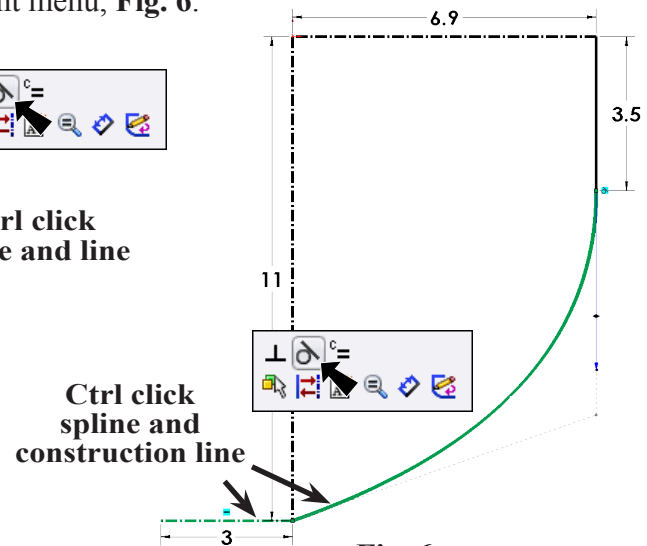 nt menu, Fig. 6.
6.9
3.5
c=
rl click
e and line
11
c=
Ctrl click
spline and
construction line
3